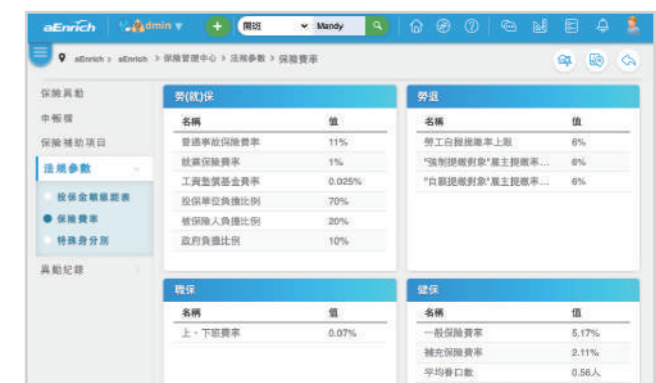 aEnrich
Admin
開班
Mandy
aEnrich > aEnrich > 保險管理中心 > 法規參數 > 保險費率
保險異動
申報檔
保險補助項目
法規參數
投保金額級距表
保險費率
特殊身分別
異動紀錄
勞(就)保
名稱 值
普通事故保險費率 11%
就業保險費率 1%
工資墊償基金費率 0.025%
投保單位負擔比例 70%
被保險人負擔比例 20%
政府負擔比例 10%
勞退
名稱 值
勞工自提提繳率上限 6%
"強制提繳對象"雇主提繳率... 6%
"自願提繳對象"雇主提繳率... 6%
職保
名稱 值
上、下班費率 0.07%
健保
名稱 值
一般保險費率 5.17%
補充保險費率 2.11%
平均眷口數 0.56人